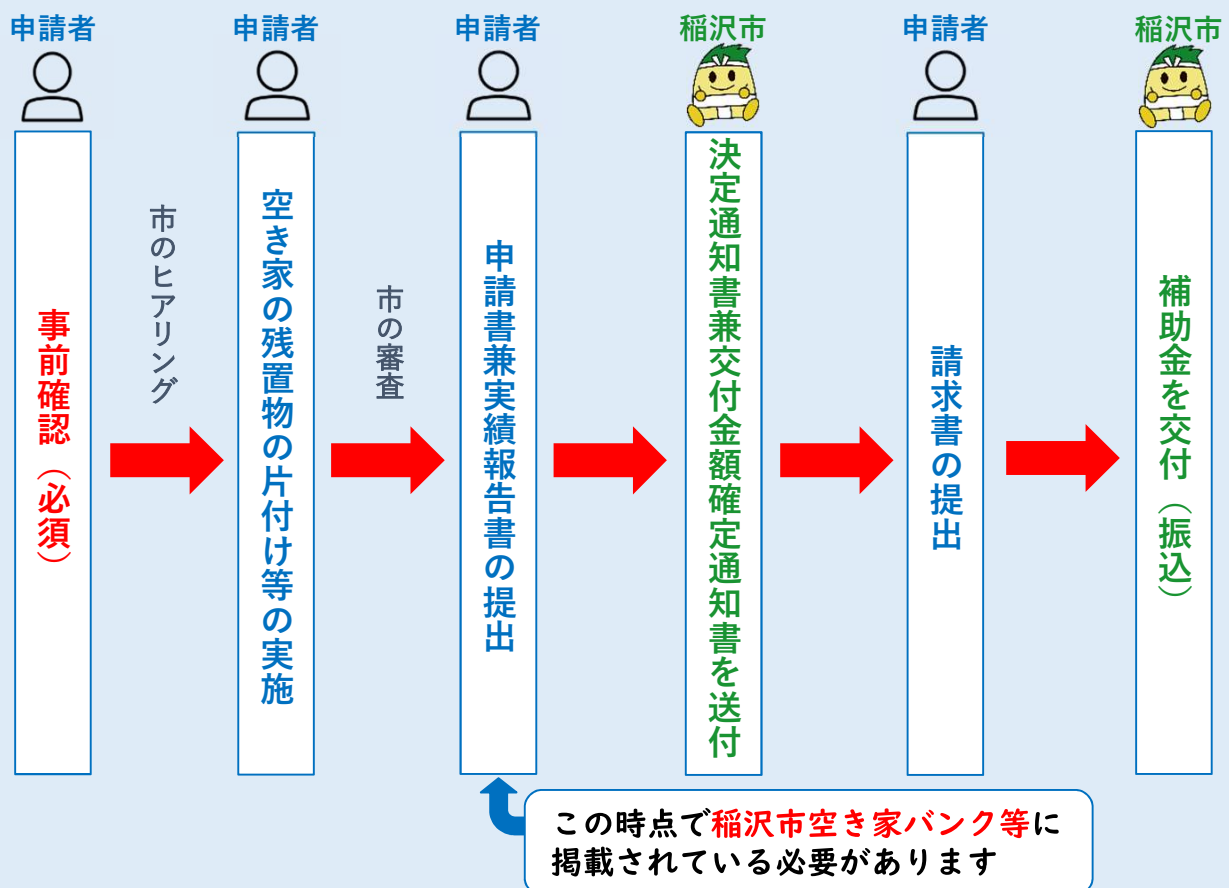 申請者
事前確認（必須）
市のヒアリング
申請者
空き家の残置物の片付け等の実施
市の審査
申請者
申請書兼実績報告書の提出
稲沢市
決定通知書兼交付金額確定通知書を送付
申請者
請求書の提出
稲沢市
補助金を交付（振込）
この時点で稲沢市空き家バンク等に
掲載されている必要があります